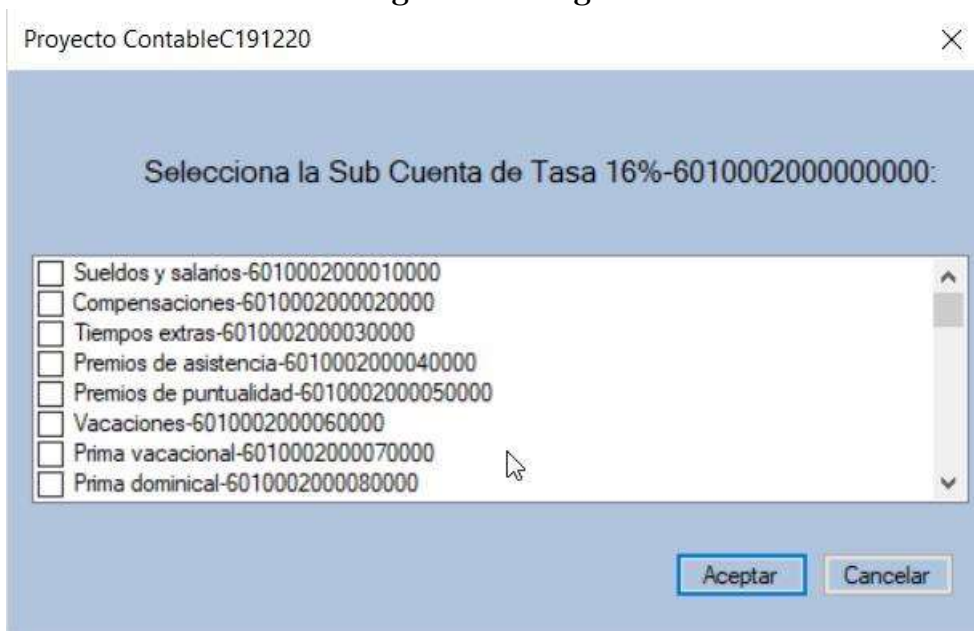 Proyecto ContableC191220
Selecciona la Sub Cuenta de Tasa 16%-6010002000000000:
Sueldos y salarios-6010002000010000
Compensaciones-6010002000020000
Tiempos extras-6010002000030000
Premios de asistencia-6010002000040000
Premios de puntualidad-6010002000050000
Vacaciones-6010002000060000
Prima vacacional-6010002000070000
Prima dominical-6010002000080000
Aceptar Cancelar